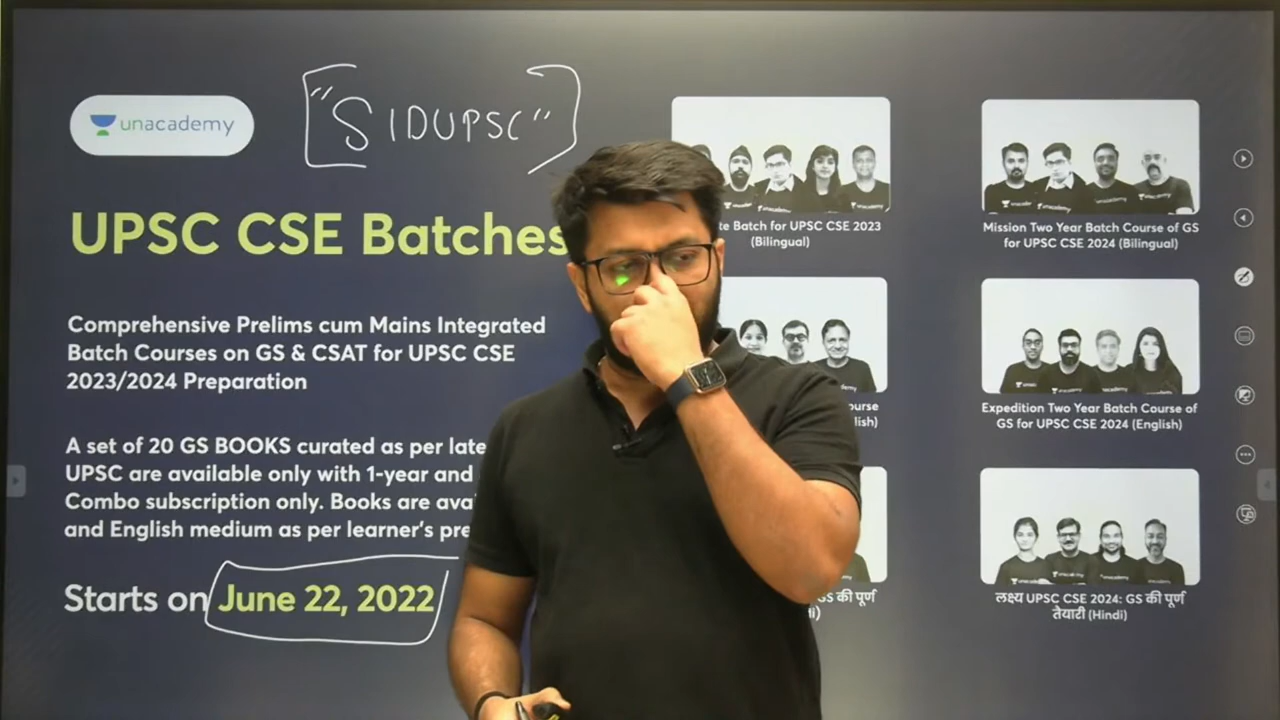 unacademy
"SIDUPSC"
UPSC CSE Batches
Comprehensive Prelims cum Mains Integrated
Batch Courses on GS & CSAT for UPSC CSE
2023/2024 Preparation
A set of 20 GS BOOKS curated as per
UPSC are available only with 1-year and
Combo subscription only. Books are
and English medium as per learner's
Starts on June 22, 2022
Batch for UPSC CSE 2023
(Bilingual)
Mission Two Year Batch Course of GS
for UPSC CSE 2024 (Bilingual)
Expedition Two Year Batch Course of
GS for UPSC CSE 2024 (English)
GS की पूर्ण
लक्ष्य UPSC CSE 2024: GS की पूर्ण
तैयारी (Hindi)